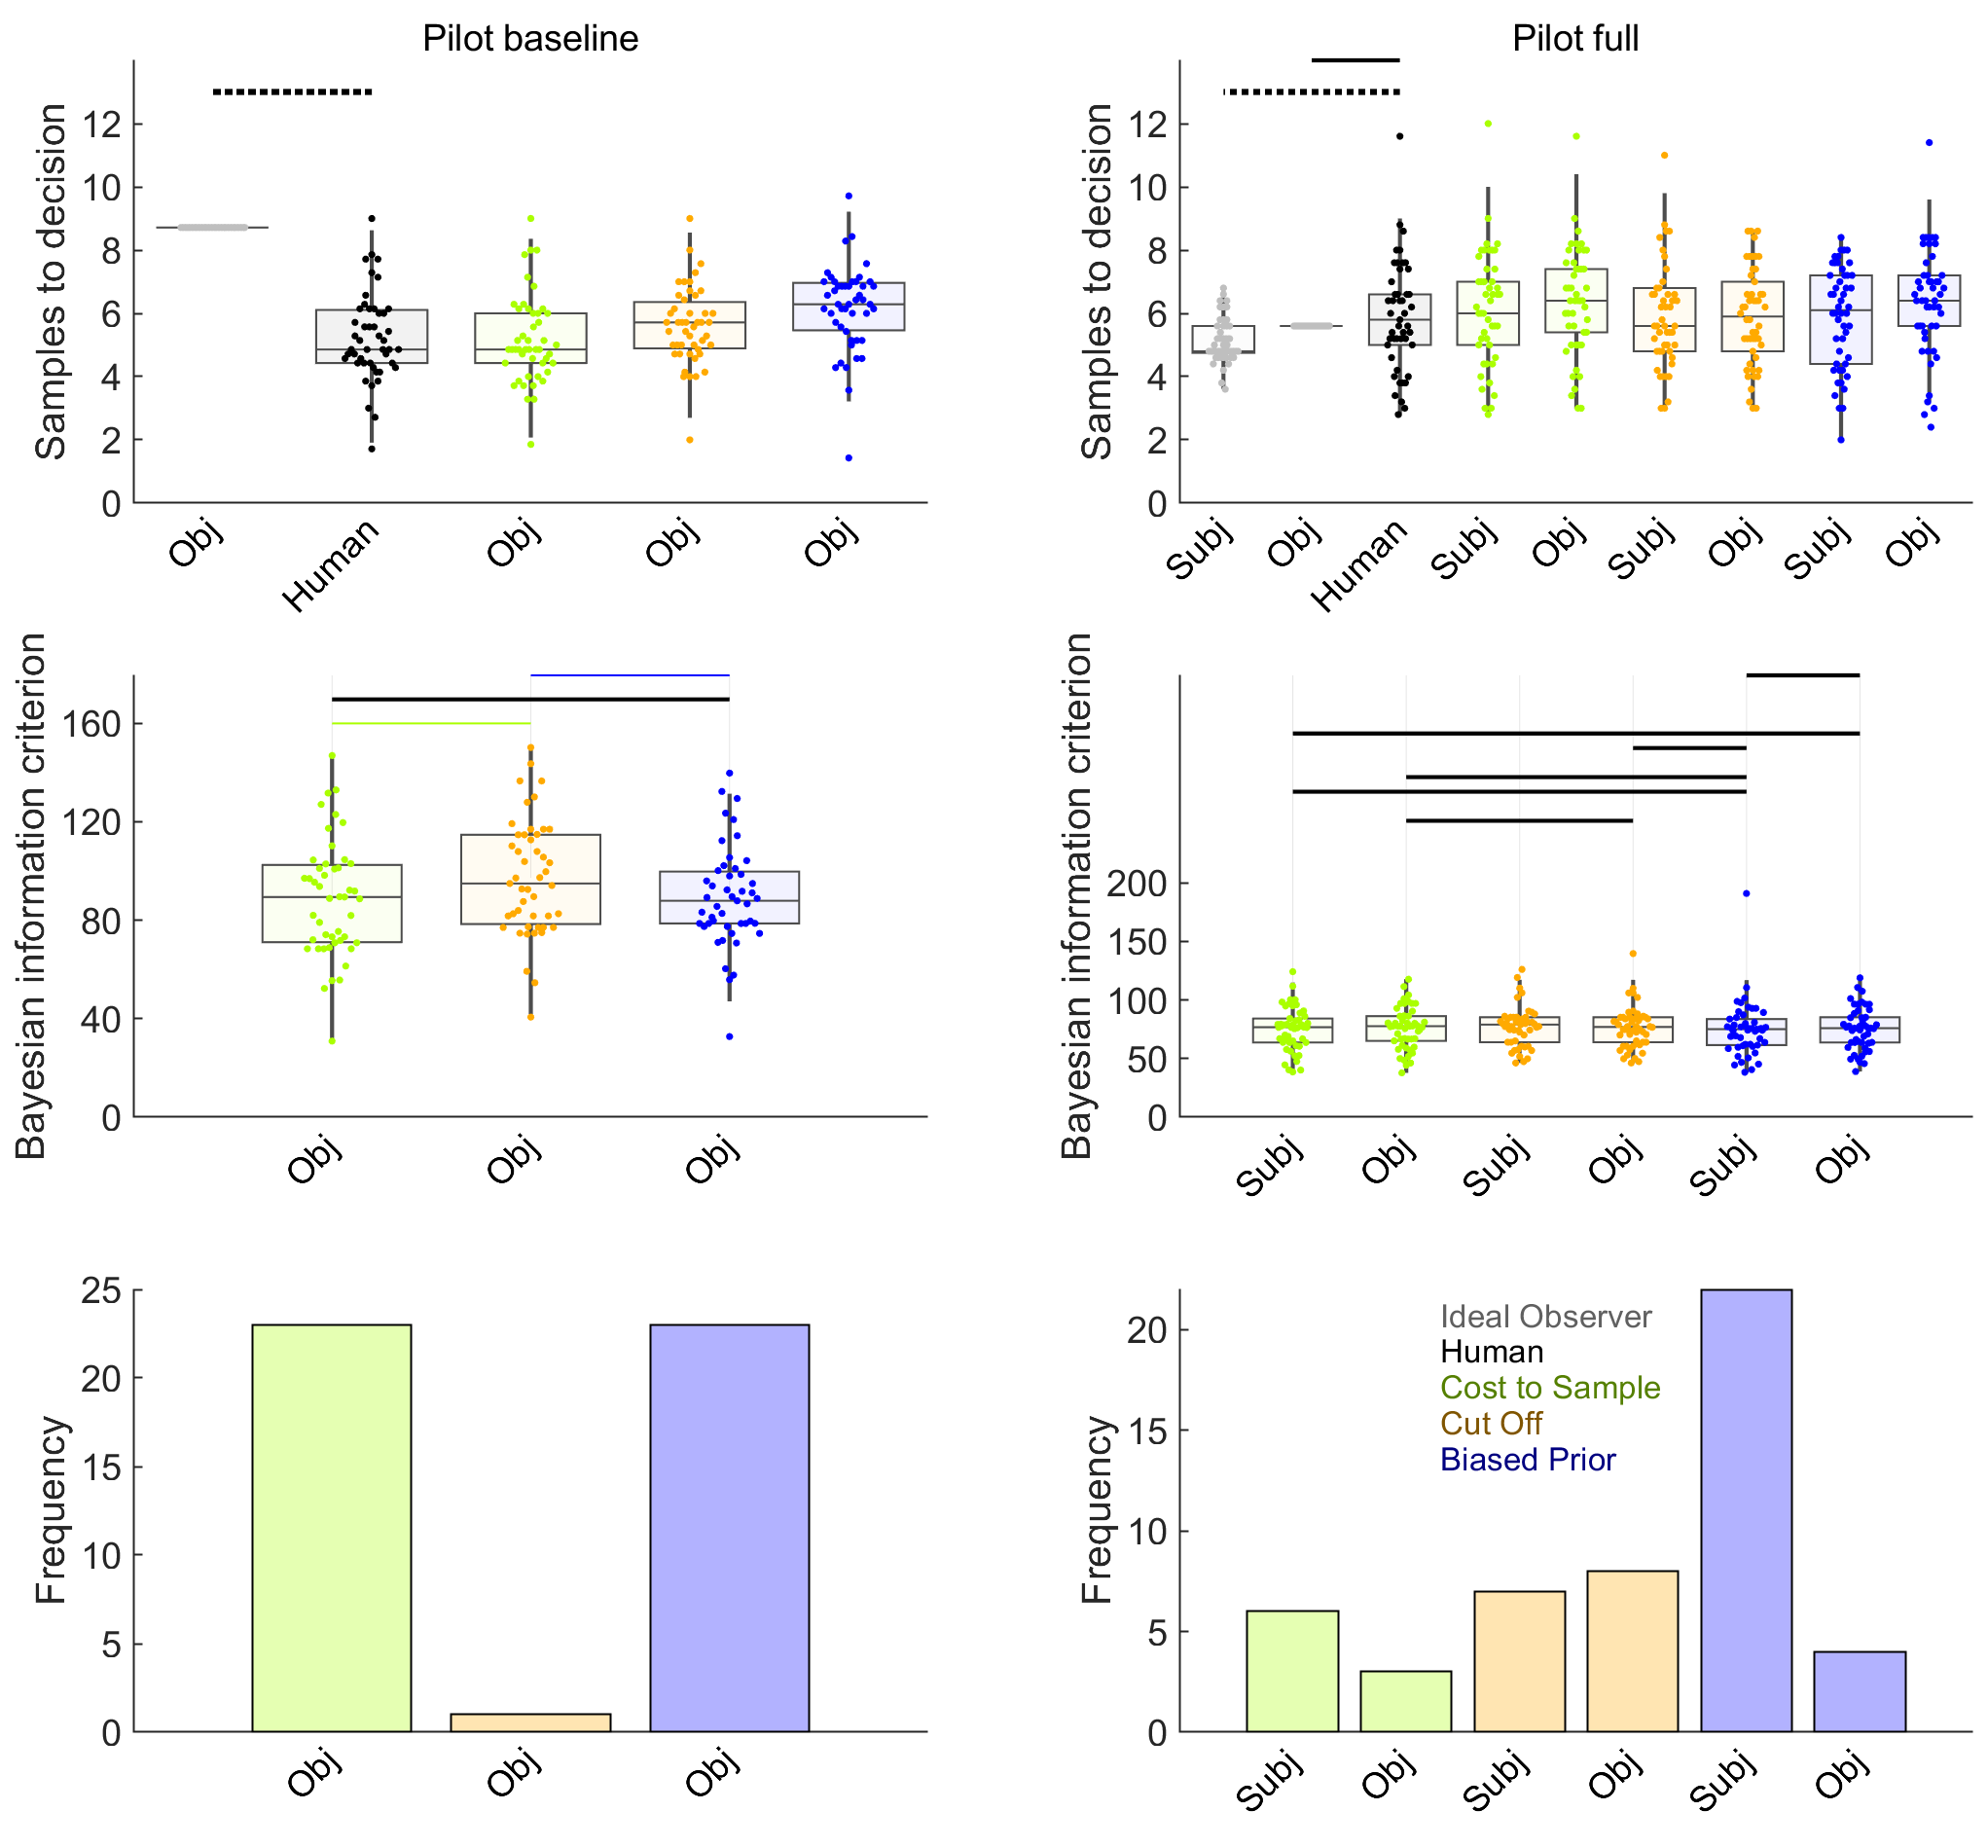 Pilot baseline
Samples to decision
12
10
8
6
4
2
0
Obj
Human
Obj
Obj
Obj
Pilot full
Samples to decision
12
10
8
6
4
2
0
Subj
Obj
Human
Subj
Obj
Subj
Obj
Subj
Obj
Bayesian information criterion
160
120
80
40
0
Obj
Obj
Obj
Bayesian information criterion
200
150
100
50
0
Subj
Obj
Subj
Obj
Subj
Obj
Frequency
25
20
15
10
5
0
Obj
Obj
Obj
Frequency
20
15
10
5
0
Ideal Observer
Human
Cost to Sample
Cut Off
Biased Prior
Subj
Obj
Subj
Obj
Subj
Obj